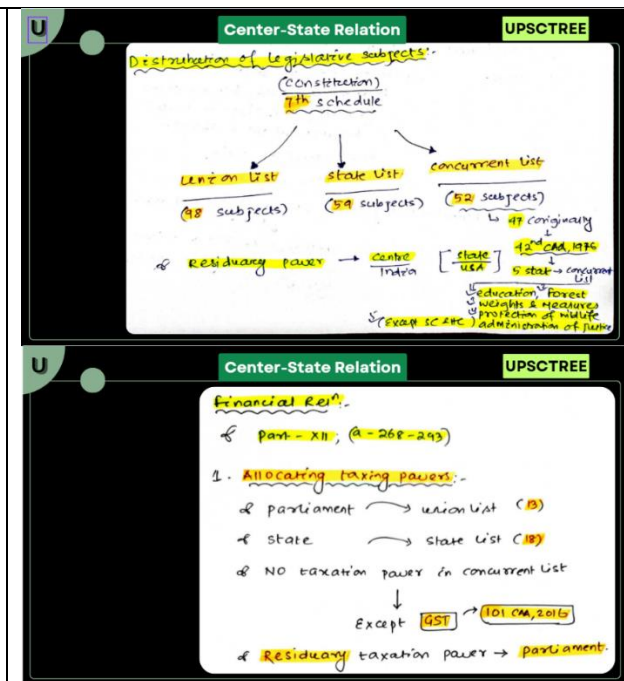 U
Center-State Relation
UPSCTREE
Distribution of legislative subjects:-
(constitution)
7th schedule
union list
state list
concurrent list
(98 subjects)
(59 subjects)
(52 subjects)
47 originally
Residuary power → centre
India
[state
USA]
42nd CAA, 1976
5 stat → concurrent
list
education, forest
weights & measures
protection of wildlife
(Except SC & HC) administration of justice
U
Center-State Relation
UPSCTREE
financial Reln:-
Part - XII; (a - 268-293)
1. Allocating taxing powers:-
parliament → union list (13)
state → state list (18)
NO taxation power in concurrent list
↓
Except GST → 101 CAA, 2016
Residuary taxation power → parliament.